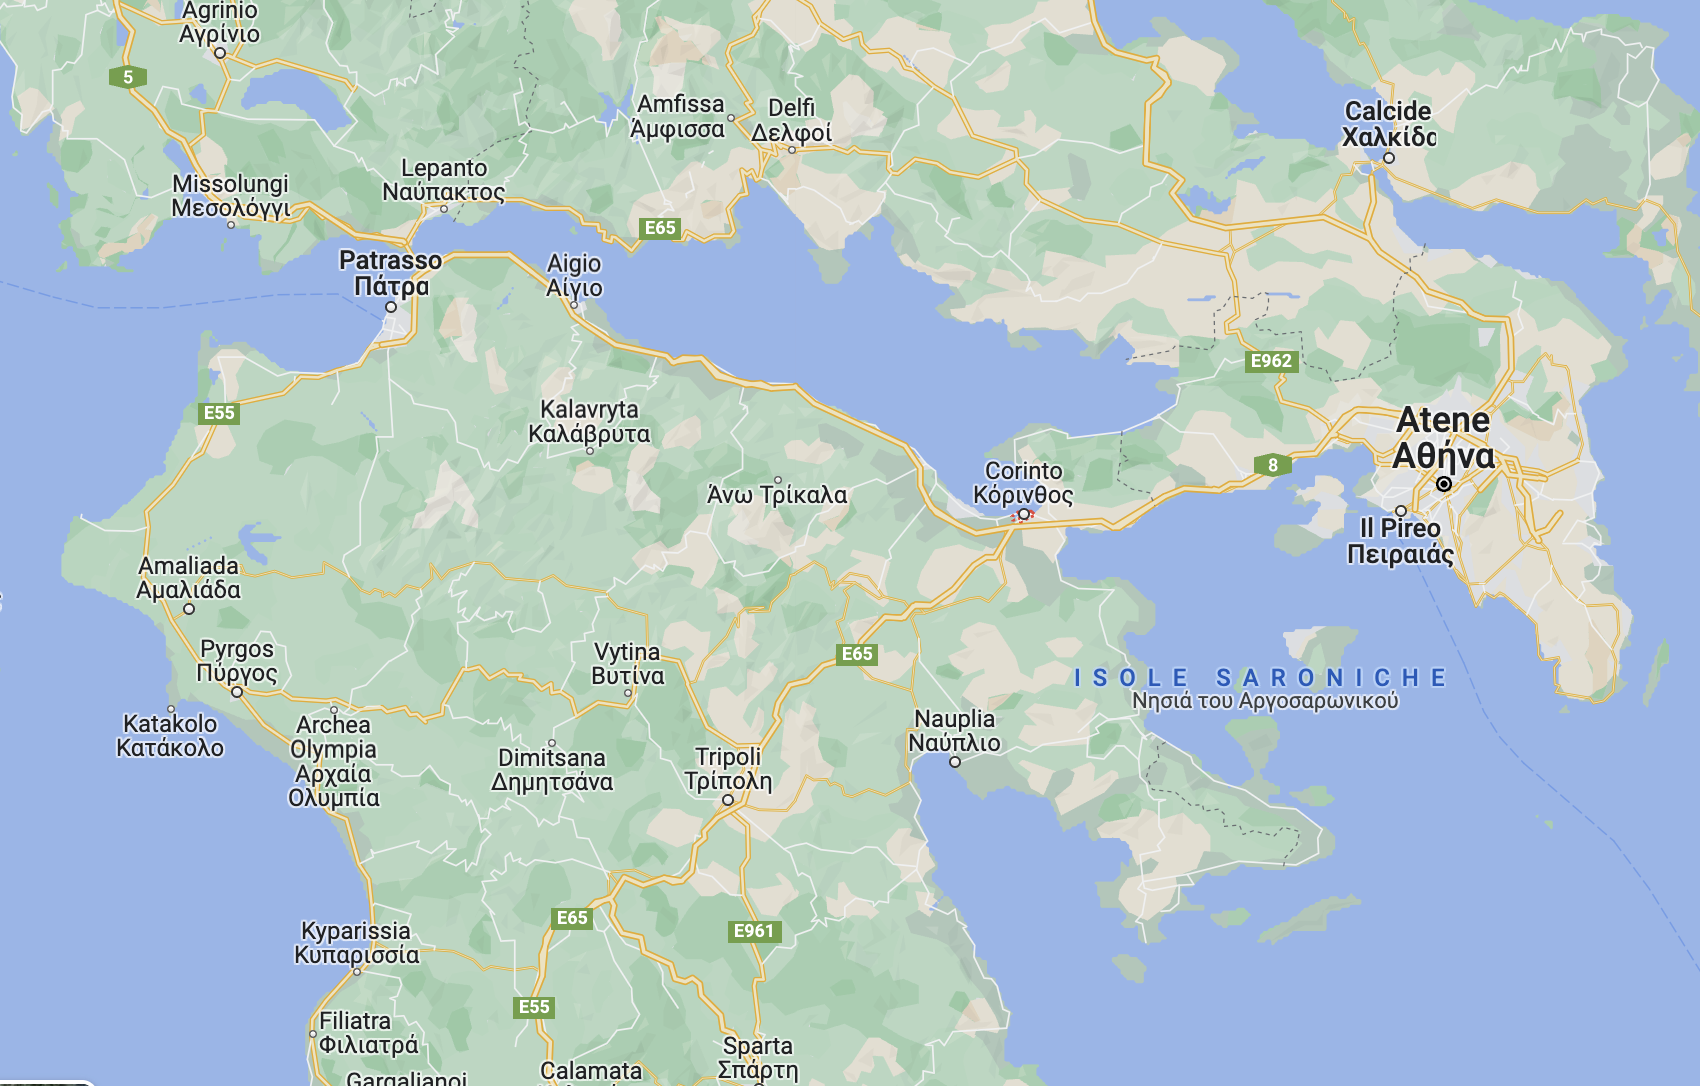 Agrinio
Αγρίνιο
5
Amfissa
Άμφισσα
Delfi
Δελφοί
Calcide
Χαλκίδα
Lepanto
Ναύπακτος
Missolungi
Μεσολόγγι
E65
Patrasso
Πάτρα
Aigio
Αίγιο
E962
E55
Kalavryta
Καλάβρυτα
Atene
Αθήνα
8
Corinto
Κόρινθος
Άνω Τρίκαλα
Il Pireo
Πειραιάς
Amaliada
Αμαλιάδα
Pyrgos
Πύργος
Vytina
Βυτίνα
E65
ISOLE SARONICHE
Νησιά του Αργοσαρωνικού
Katakolo
Κατάκολο
Archea
Olympia
Αρχαία
Ολυμπία
Nauplia
Ναύπλιο
Dimitsana
Δημητσάνα
Tripoli
Τρίπολη
E65
E961
Kyparissia
Κυπαρισσία
E55
Filiatra
Φιλιατρά
Sparta
Σπάρτη
Calamata
Gargalianoi